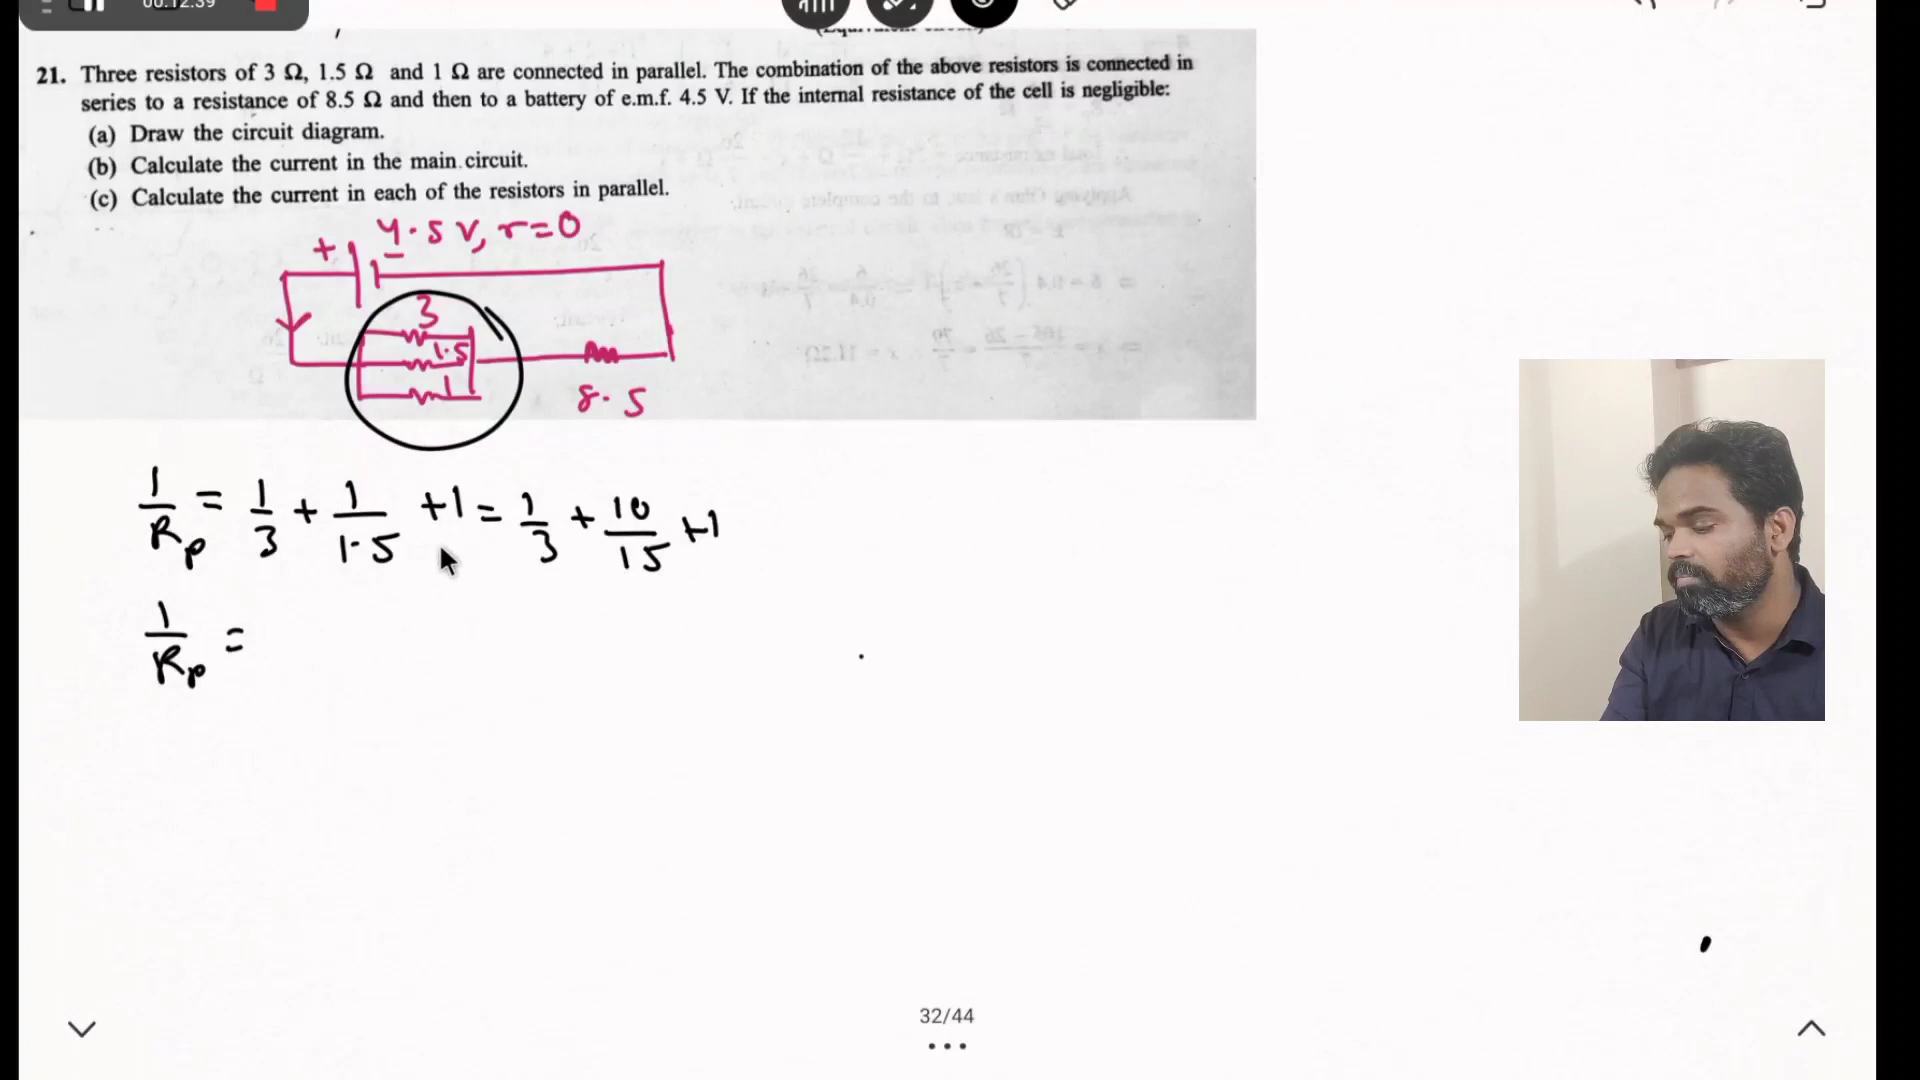 00:12:39
21. Three resistors of 3 Ω, 1.5 Ω and 1 Ω are connected in parallel. The combination of the above resistors is connected in
series to a resistance of 8.5 Ω and then to a battery of e.m.f. 4.5 V. If the internal resistance of the cell is negligible:
(a) Draw the circuit diagram.
(b) Calculate the current in the main circuit.
(c) Calculate the current in each of the resistors in parallel.
+ 4.5 V, r=0
3
1.5
1
8.5
1/Rp = 1/3 + 1/1.5 +1 = 1/3 + 10/15 +1
1/Rp =
32/44